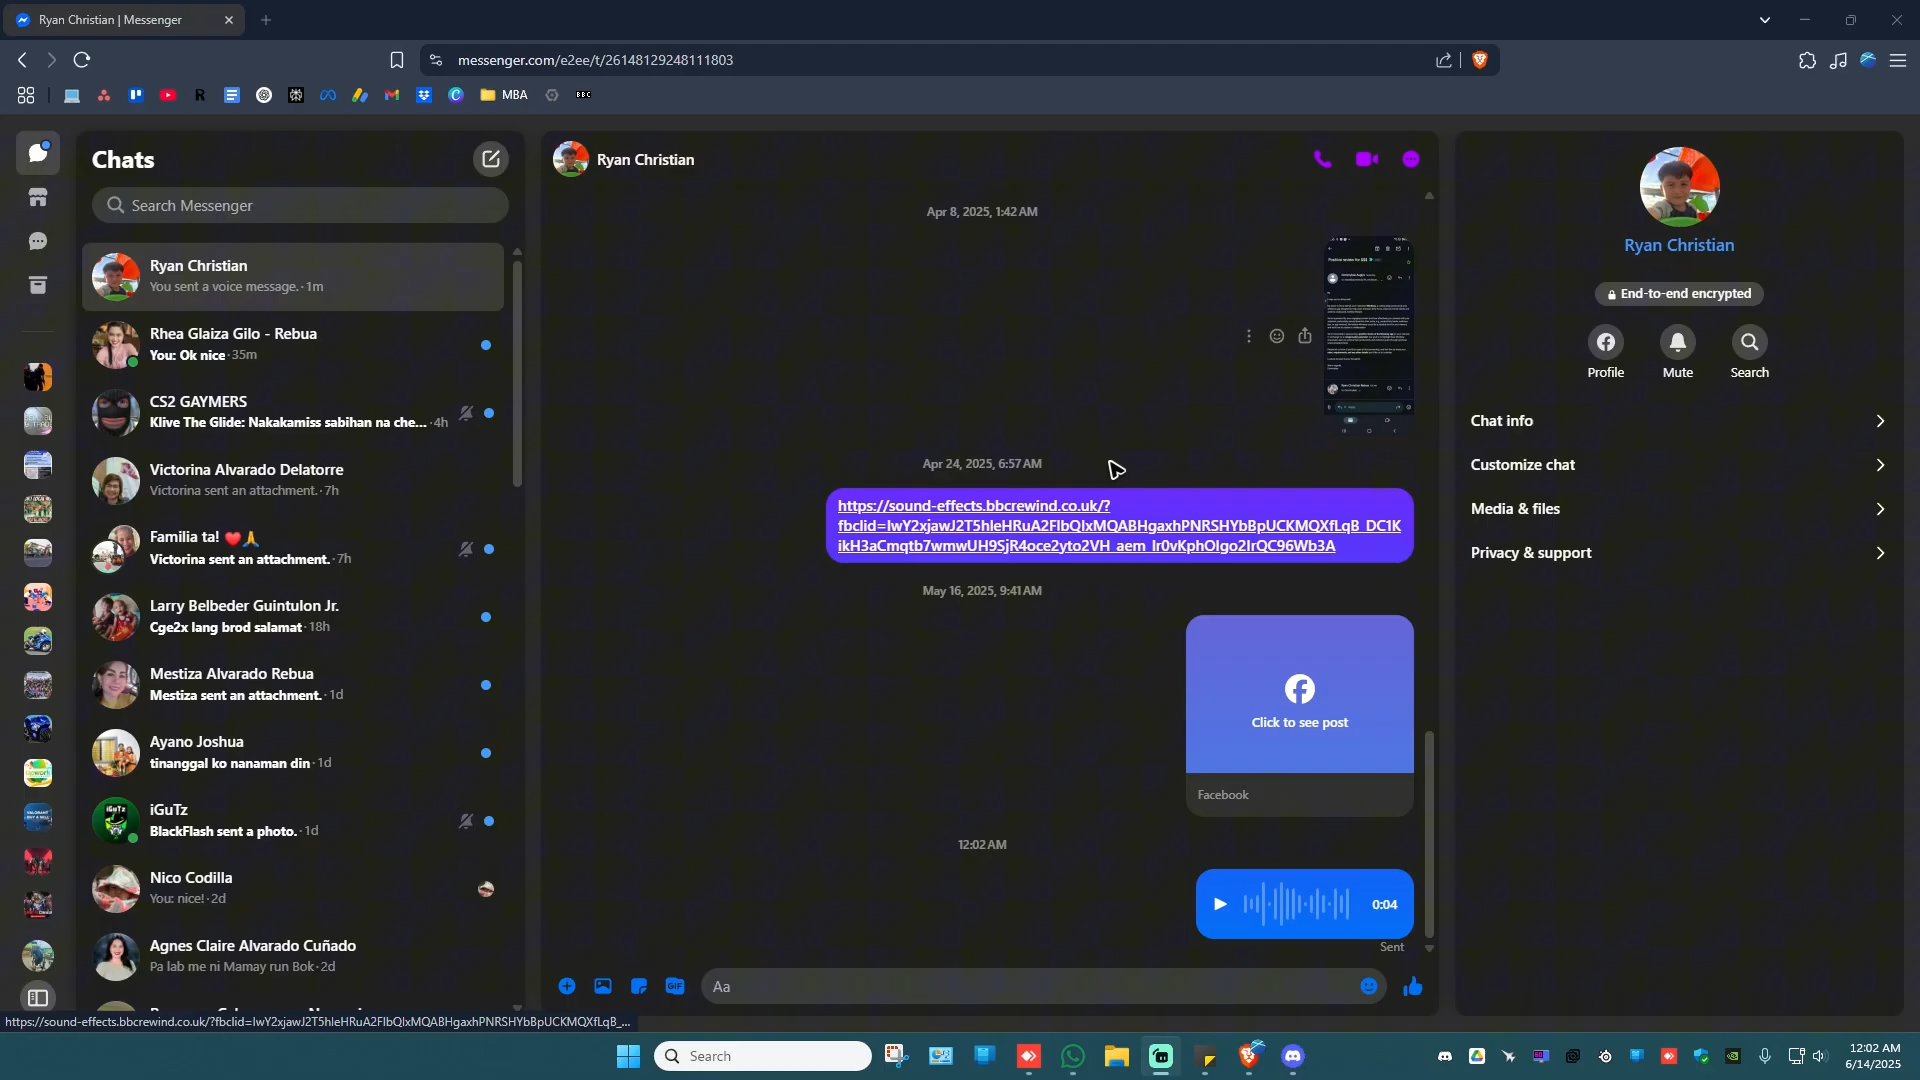 Ryan Christian | Messenger
messenger.com/e2ee/t/26148129248111803
MBA
BBC
Chats
Search Messenger
Ryan Christian
You sent a voice message. · 1m
Rhea Glaiza Gilo - Rebua
You: Ok nice · 35m
CS2 GAYMERS
Klive The Glide: Nakakamiss sabihan na che... · 4h
Victorina Alvarado Delatorre
Victorina sent an attachment. · 7h
Familia ta! ❤️🙏
Victorina sent an attachment. · 7h
Larry Belbeder Guintulon Jr.
Cge2x lang brod salamat · 18h
Mestiza Alvarado Rebua
Mestiza sent an attachment. · 1d
Ayano Joshua
tinanggal ko nanaman din · 1d
iGuTz
BlackFlash sent a photo. · 1d
Nico Codilla
You: nice! · 2d
Agnes Claire Alvarado Cuñado
Pa lab me ni Mamay run Bok · 2d
Ryan Christian
Apr 8, 2025, 1:42 AM
Apr 24, 2025, 6:57 AM
https://sound-effects.bbcrewind.co.uk/?
fbclid=IwY2xjawJ2T5hleHRuA2FlbQIxMQABHgaxhPNRSHYbBpUCKMQXfLqB_DC1K
ikH3aCmqtb7wmwUH9SjR4oce2yto2VH_aem_Ir0vKphOlgo2IrQC96Wb3A
May 16, 2025, 9:41 AM
Click to see post
Facebook
12:02 AM
0:04
Sent
GIF
Aa
Ryan Christian
End-to-end encrypted
Profile
Mute
Search
Chat info
Customize chat
Media & files
Privacy & support
https://sound-effects.bbcrewind.co.uk/?fbclid=IwY2xjawJ2T5hleHRuA2FlbQIxMQABHgaxhPNRSHYbBpUCKMQXfLqB_...
Search
12:02 AM
6/14/2025